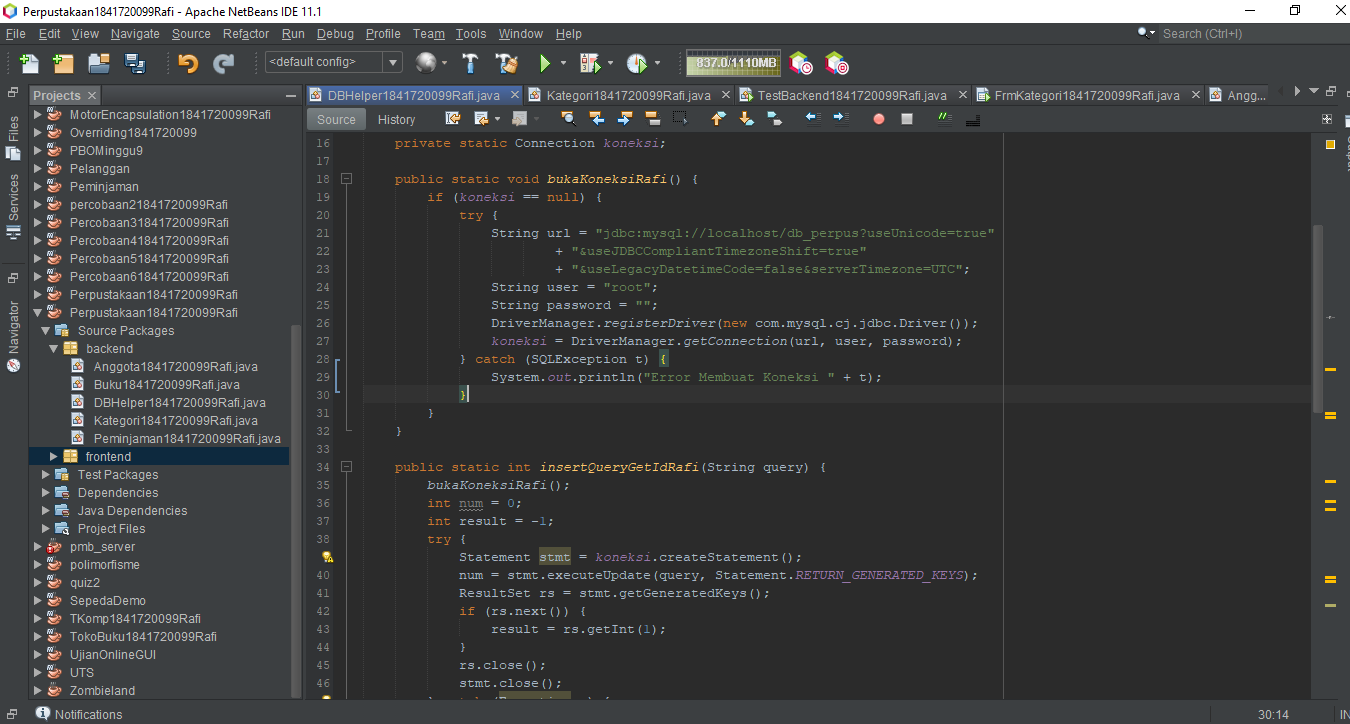 Perpustakaan1841720099Rafi - Apache NetBeans IDE 11.1
File Edit View Navigate Source Refactor Run Debug Profile Team Tools Window Help
Search (Ctrl+I)
<default config>
837.0/1110MB
Projects
DBHelper1841720099Rafi.java
Kategori1841720099Rafi.java
TestBackend1841720099Rafi.java
FrmKategori1841720099Rafi.java
Angg...
Source History
Files
Services
Navigator
MotorEncapsulation1841720099Rafi
Overriding1841720099
PBOMinggu9
Pelanggan
Peminjaman
percobaan21841720099Rafi
Percobaan31841720099Rafi
Percobaan41841720099Rafi
Percobaan51841720099Rafi
Percobaan61841720099Rafi
Perpustakaan1841720099Rafi
Perpustakaan1841720099Rafi
Source Packages
backend
Anggota1841720099Rafi.java
Buku1841720099Rafi.java
DBHelper1841720099Rafi.java
Kategori1841720099Rafi.java
Peminjaman1841720099Rafi.java
frontend
Test Packages
Dependencies
Java Dependencies
Project Files
pmb_server
polimorfisme
quiz2
SepedaDemo
TKomp1841720099Rafi
TokoBuku1841720099Rafi
UjianOnlineGUI
UTS
Zombieland
16 private static Connection koneksi;
17
18 public static void bukaKoneksiRafi() {
19 if (koneksi == null) {
20 try {
21 String url = "jdbc:mysql://localhost/db_perpus?useUnicode=true"
22 + "&useJDBCCompliantTimezoneShift=true"
23 + "&useLegacyDatetimeCode=false&serverTimezone=UTC";
24 String user = "root";
25 String password = "";
26 DriverManager.registerDriver(new com.mysql.cj.jdbc.Driver());
27 koneksi = DriverManager.getConnection(url, user, password);
28 } catch (SQLException t) {
29 System.out.println("Error Membuat Koneksi " + t);
30 }
31 }
32 }
33
34 public static int insertQueryGetIdRafi(String query) {
35 bukaKoneksiRafi();
36 int num = 0;
37 int result = -1;
38 try {
Statement stmt = koneksi.createStatement();
40 num = stmt.executeUpdate(query, Statement.RETURN_GENERATED_KEYS);
41 ResultSet rs = stmt.getGeneratedKeys();
42 if (rs.next()) {
43 result = rs.getInt(1);
44 }
45 rs.close();
46 stmt.close();
Notifications
30:14
IN